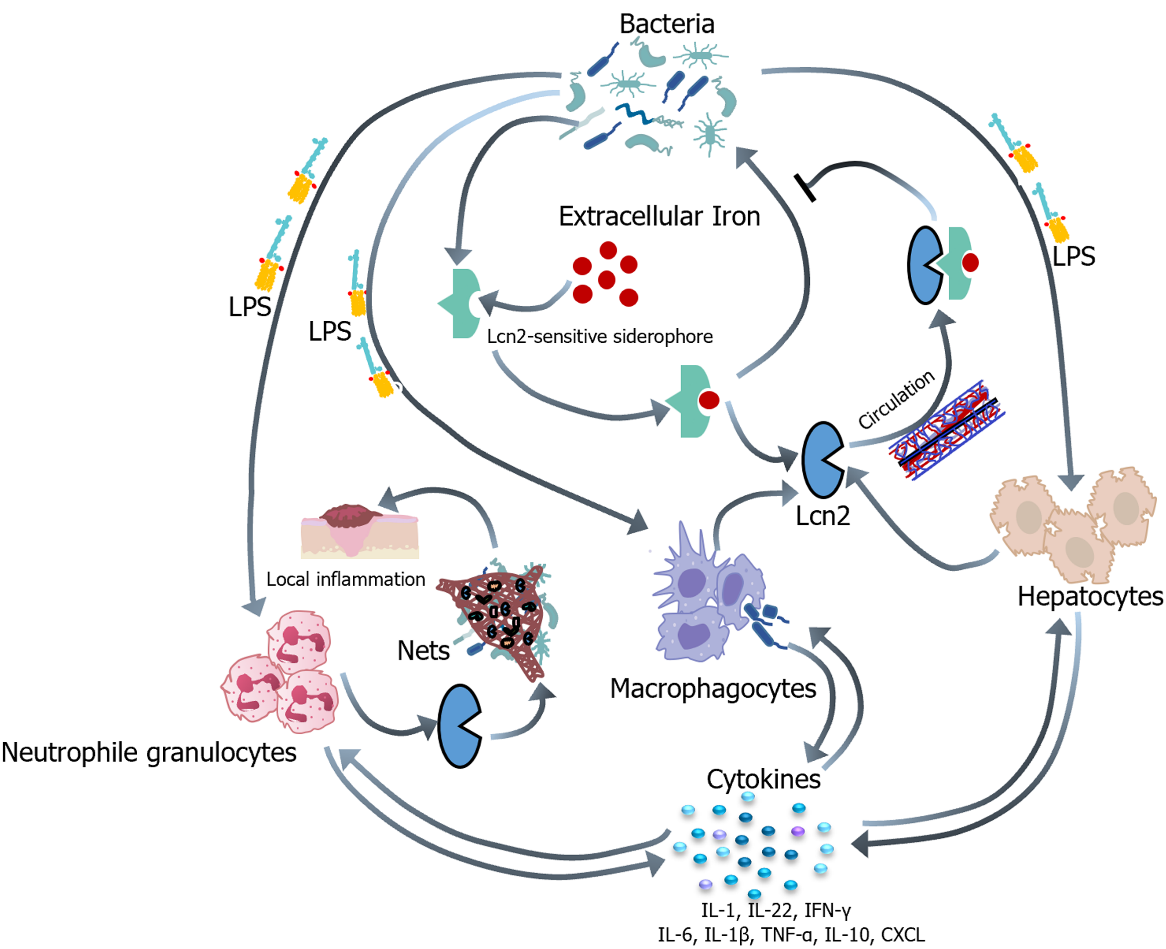 Bacteria
Extracellular Iron
LPS
LPS
LPS
Lcn2-sensitive siderophore
Circulation
Lcn2
Local inflammation
Hepatocytes
Nets
Macrophagocytes
Neutrophile granulocytes
Cytokines
IL-1, IL-22, IFN-γ
IL-6, IL-1β, TNF-α, IL-10, CXCL